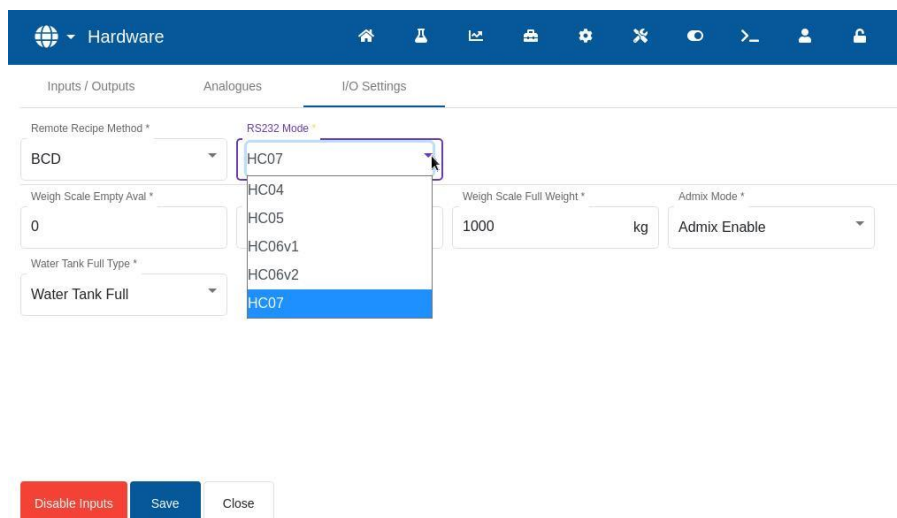 Hardware
Inputs / Outputs Analogues I/O Settings
Remote Recipe Method * RS232 Mode *
BCD HC07
HC04
HC05
HC06v1
HC06v2
HC07
Weigh Scale Empty Aval * Weigh Scale Full Weight * Admix Mode *
0 1000 kg Admix Enable
Water Tank Full Type *
Water Tank Full
Disable Inputs Save Close